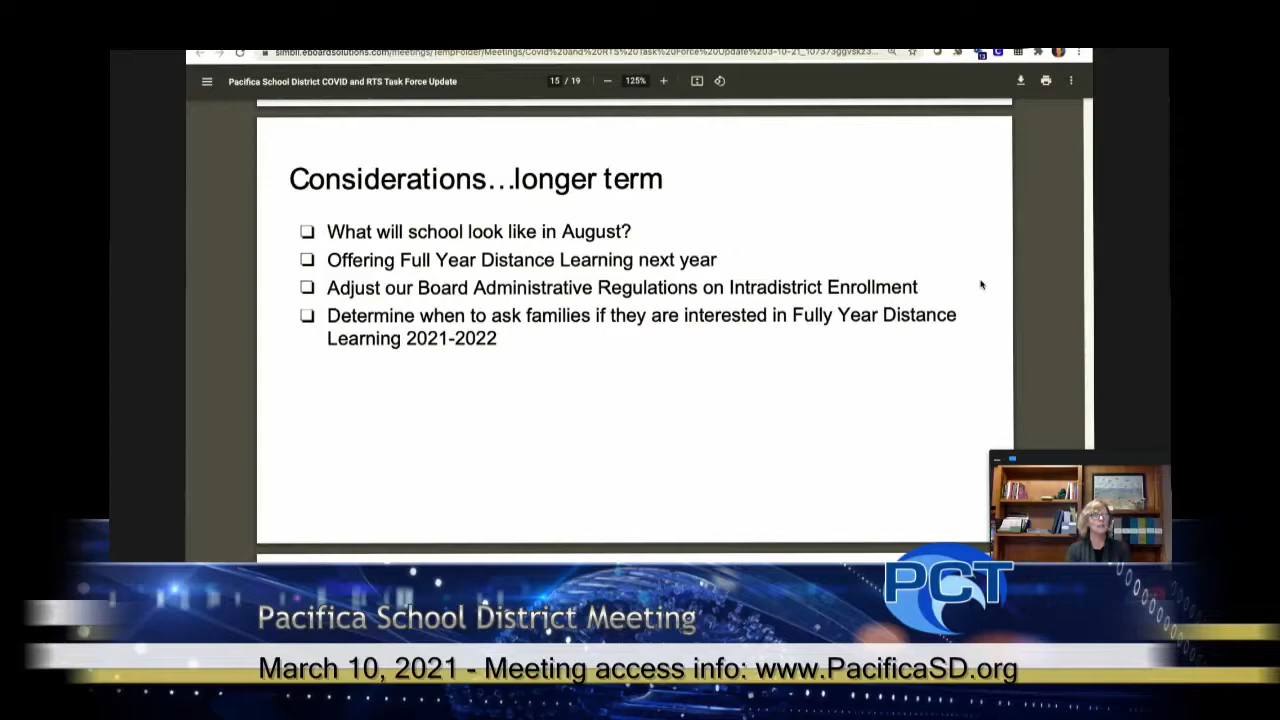 Pacifica School District COVID and RTS Task Force Update
15 / 19
125%
Considerations…longer term
❑ What will school look like in August?
❑ Offering Full Year Distance Learning next year
❑ Adjust our Board Administrative Regulations on Intradistrict Enrollment
❑ Determine when to ask families if they are interested in Fully Year Distance
Learning 2021-2022
PCT
Pacifica School District Meeting
March 10, 2021 - Meeting access info: www.PacificaSD.org